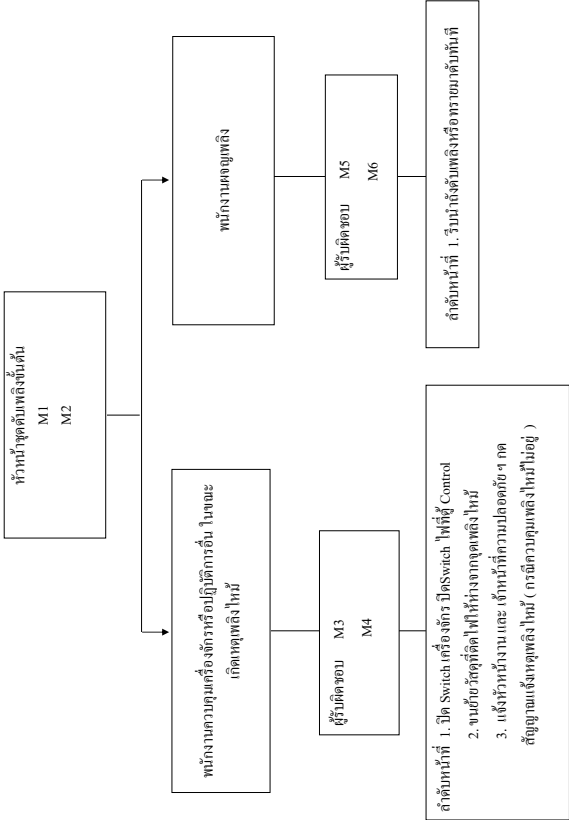 หัวหน้าชุดดับเพลิงขั้นต้น
M1
M2
พนักงานควบคุมเครื่องจักรหรือปฏิบัติการอื่น ในขณะ
เกิดเหตุเพลิงไหม้
ผู้รับผิดชอบ M3
M4
ลำดับหน้าที่ 1. ปิด Switch เครื่องจักร ปิดSwitch ไฟที่ตู้ Control
2. ขนย้ายวัสดุที่ติดไฟให้ห่างจากจุดเพลิงไหม้
3. แจ้งหัวหน้างาน และ เจ้าหน้าที่ความปลอดภัย ฯ กด
สัญญาณแจ้งเหตุเพลิงไหม้ ( กรณีควบคุมเพลิงไหม้ไม่อยู่ )
พนักงานผจญเพลิง
ผู้รับผิดชอบ M5
M6
ลำดับหน้าที่ 1. รีบนำถังดับเพลิงหรือทรายมาดับทันที